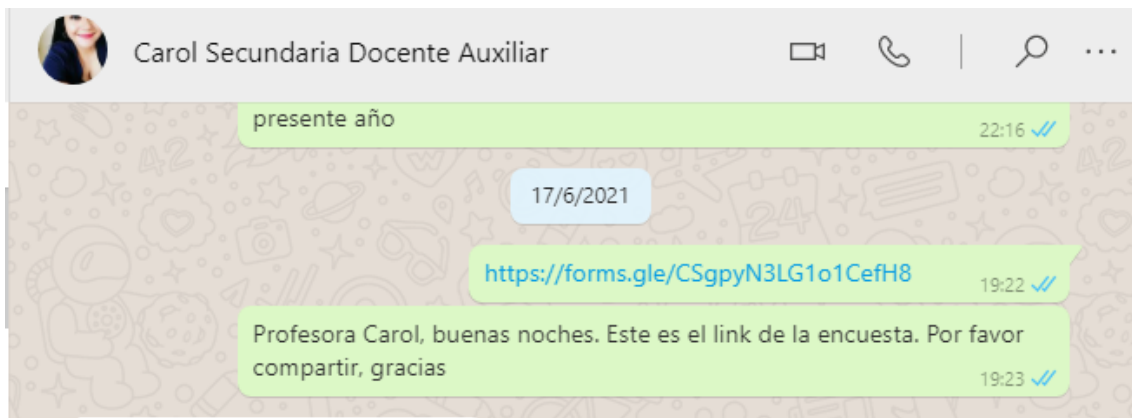 Carol Secundaria Docente Auxiliar
presente año
22:16
17/6/2021
https://forms.gle/CSgpyN3LG1o1CefH8
19:22
Profesora Carol, buenas noches. Este es el link de la encuesta. Por favor
compartir, gracias
19:23